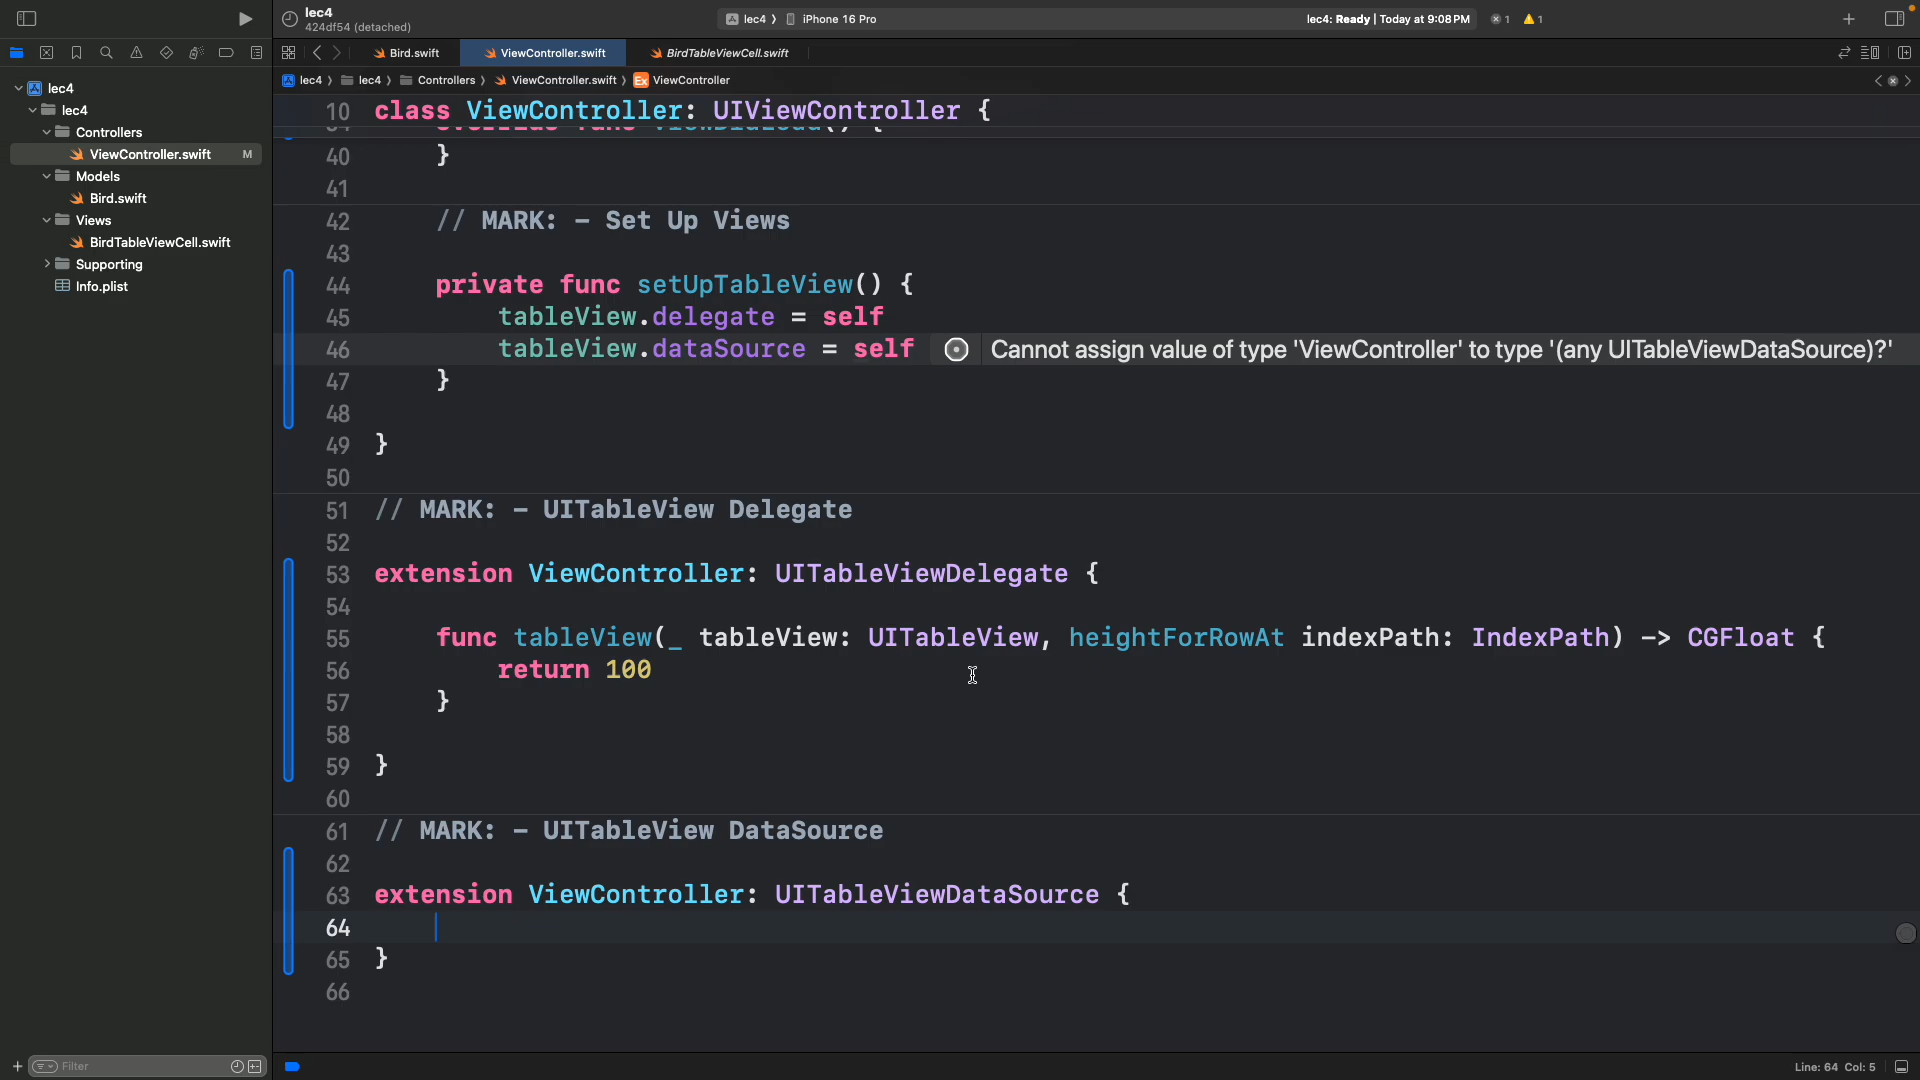 lec4
424df54 (detached)
lec4 〉 iPhone 16 Pro
lec4: Ready | Today at 9:08 PM
1
1
Bird.swift
ViewController.swift
BirdTableViewCell.swift
lec4 〉 lec4 〉 Controllers 〉 ViewController.swift 〉 Ex ViewController
lec4
lec4
Controllers
ViewController.swift M
Models
Bird.swift
Views
BirdTableViewCell.swift
Supporting
Info.plist
10 class ViewController: UIViewController {
40 }
41
42 // MARK: - Set Up Views
43
44 private func setUpTableView() {
45 tableView.delegate = self
46 tableView.dataSource = self Cannot assign value of type 'ViewController' to type '(any UITableViewDataSource)?'
47 }
48
49 }
50
51 // MARK: - UITableView Delegate
52
53 extension ViewController: UITableViewDelegate {
54
55 func tableView(_ tableView: UITableView, heightForRowAt indexPath: IndexPath) -> CGFloat {
56 return 100
57 }
58
59 }
60
61 // MARK: - UITableView DataSource
62
63 extension ViewController: UITableViewDataSource {
64
65 }
66
Filter
Line: 64 Col: 5